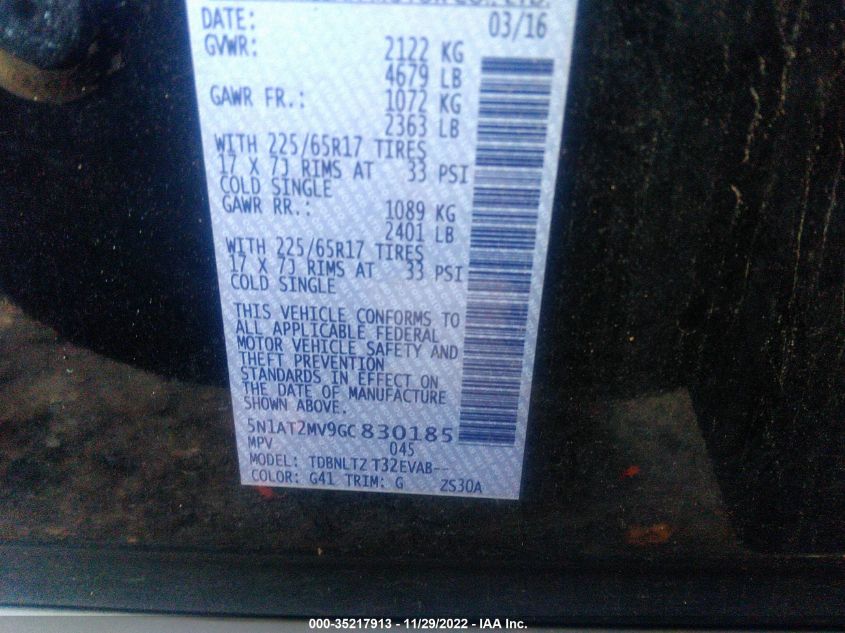 MOTOR CO., LTD.
DATE: 03/16
GVWR: 2122 KG
4679 LB
GAWR FR.: 1072 KG
2363 LB
WITH 225/65R17 TIRES
17 X 7J RIMS AT 33 PSI
COLD SINGLE
GAWR RR.: 1089 KG
2401 LB
WITH 225/65R17 TIRES
17 X 7J RIMS AT 33 PSI
COLD SINGLE
THIS VEHICLE CONFORMS TO
ALL APPLICABLE FEDERAL
MOTOR VEHICLE SAFETY AND
THEFT PREVENTION
STANDARDS IN EFFECT ON
THE DATE OF MANUFACTURE
SHOWN ABOVE.
5N1AT2MV9GC830185
MPV 045
MODEL: TDBNLTZ T32EVAB--
COLOR: G41 TRIM: G ZS30A
000-35217913 - 11/29/2022 - IAA Inc.